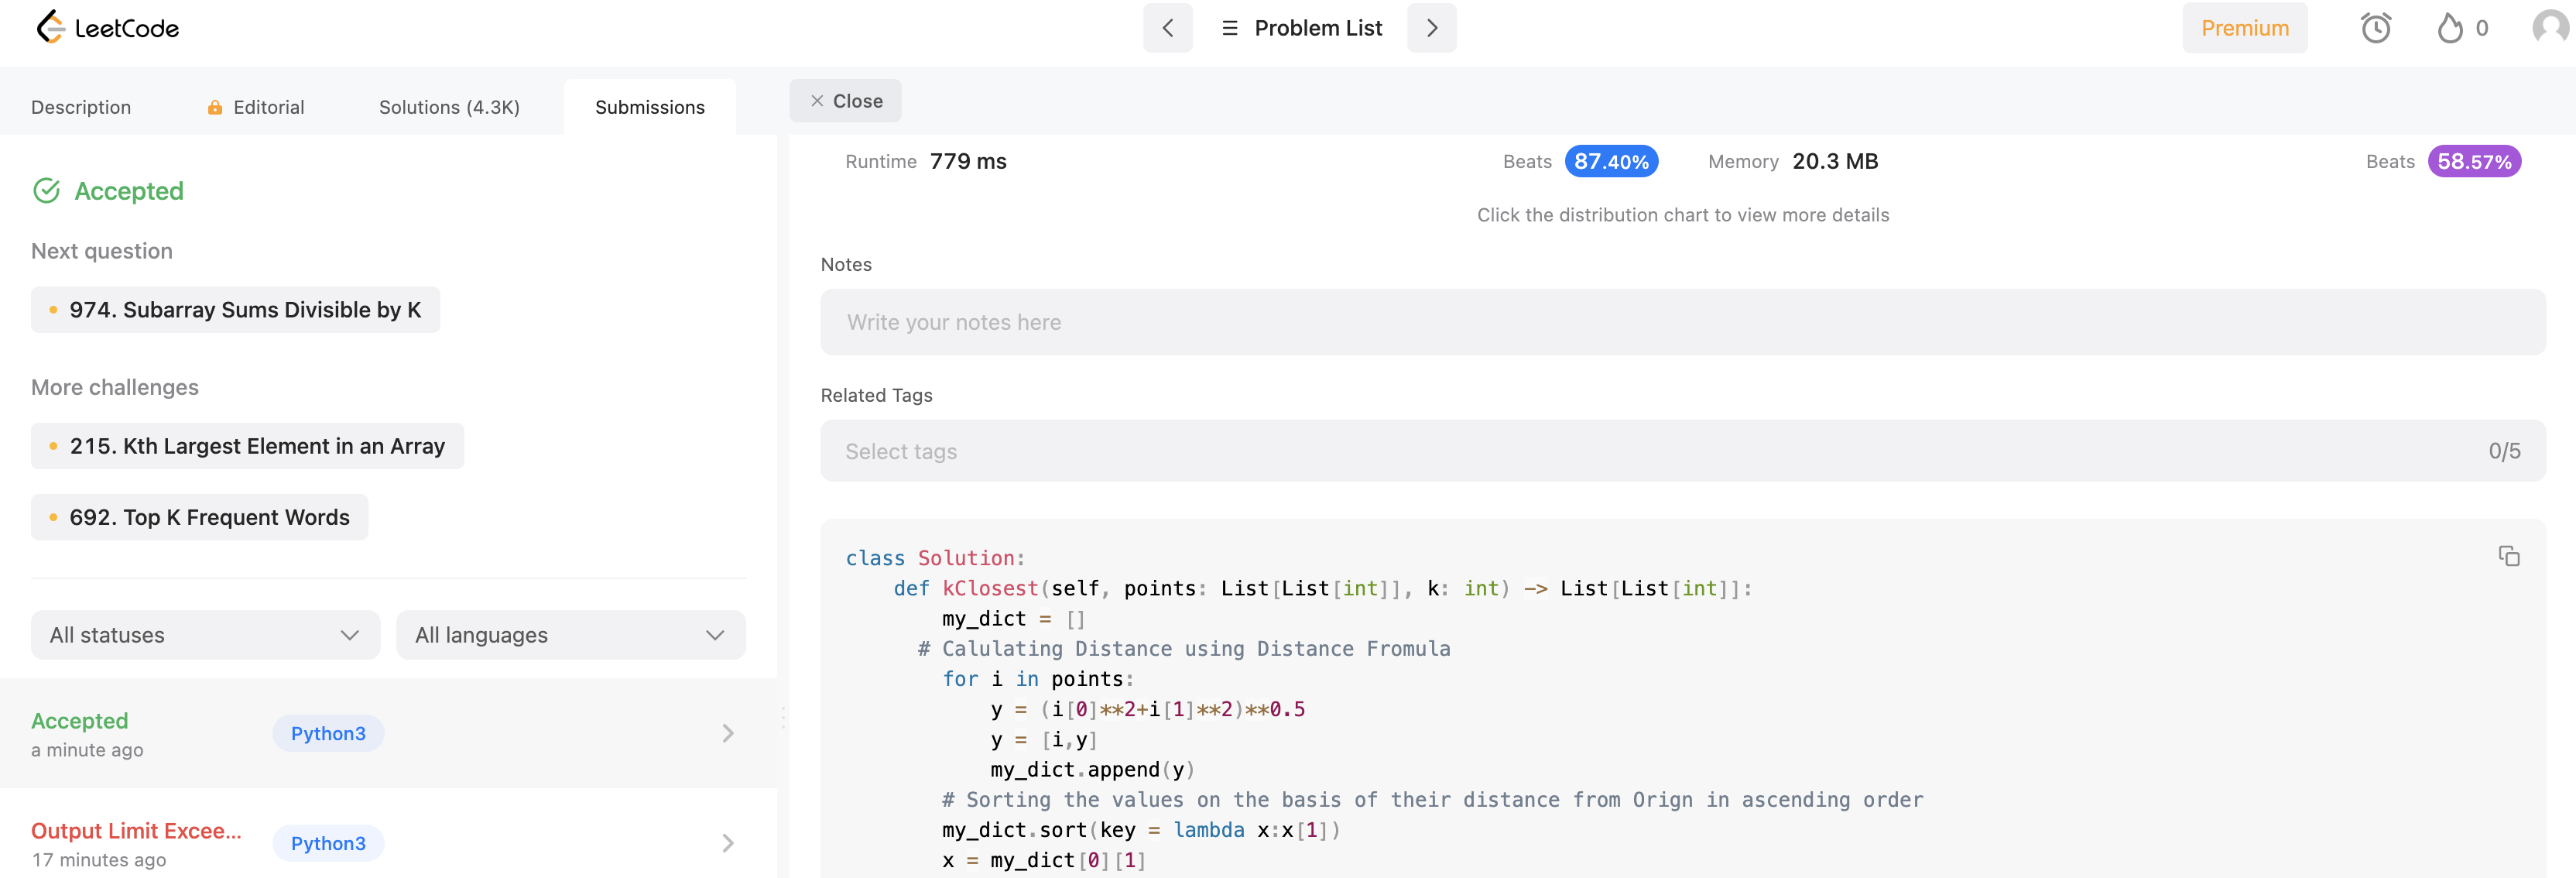 LeetCode
Problem List
Premium
0
Description
Editorial
Solutions (4.3K)
Submissions
Close
Accepted
Next question
974. Subarray Sums Divisible by K
More challenges
215. Kth Largest Element in an Array
692. Top K Frequent Words
All statuses
All languages
Accepted
Python3
a minute ago
Output Limit Excee...
Python3
17 minutes ago
Runtime 779 ms
Beats 87.40%
Memory 20.3 MB
Beats 58.57%
Click the distribution chart to view more details
Notes
Write your notes here
Related Tags
Select tags
0/5
class Solution:
    def kClosest(self, points: List[List[int]], k: int) -> List[List[int]]:
        my_dict = []
      # Calulating Distance using Distance Fromula
        for i in points:
            y = (i[0]**2+i[1]**2)**0.5
            y = [i,y]
            my_dict.append(y)
        # Sorting the values on the basis of their distance from Orign in ascending order
        my_dict.sort(key = lambda x:x[1])
        x = my_dict[0][1]